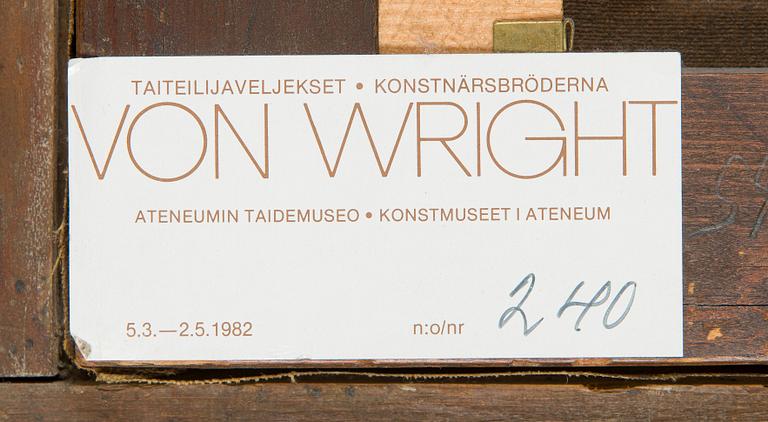 TAITEILIJAVELJEKSET • KONSTNÄRSBRÖDERNA
VON WRIGHT
ATENEUMIN TAIDEMUSEO • KONSTMUSEET I ATENEUM
5.3.—2.5.1982 n:o/nr 240